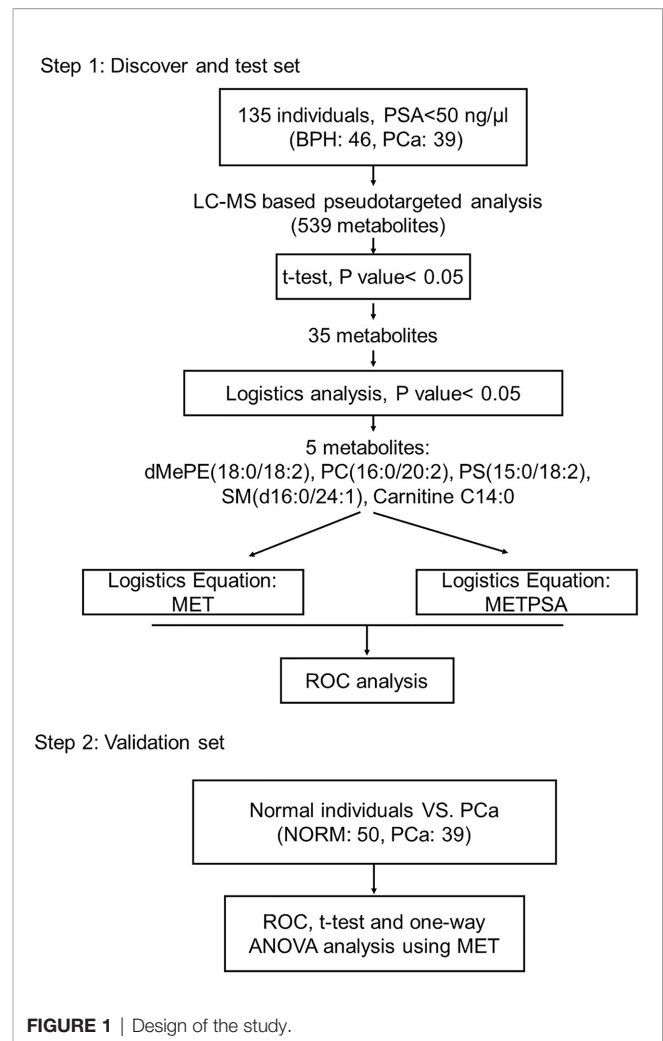 Step 1: Discover and test set
135 individuals, PSA<50 ng/µl
(BPH: 46, PCa: 39)
LC-MS based pseudotargeted analysis
(539 metabolites)
t-test, P value< 0.05
35 metabolites
Logistics analysis, P value< 0.05
5 metabolites:
dMePE(18:0/18:2), PC(16:0/20:2), PS(15:0/18:2),
SM(d16:0/24:1), Carnitine C14:0
Logistics Equation:
MET
Logistics Equation:
METPSA
ROC analysis
Step 2: Validation set
Normal individuals VS. PCa
(NORM: 50, PCa: 39)
ROC, t-test and one-way
ANOVA analysis using MET
FIGURE 1 | Design of the study.